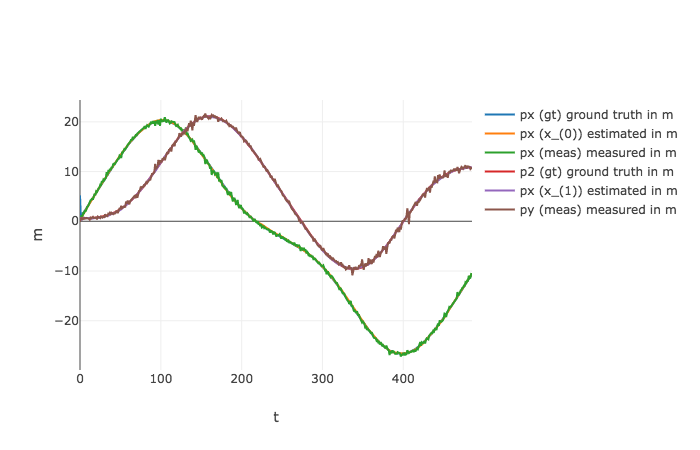 px (gt) ground truth in m
px (x_(0)) estimated in m
px (meas) measured in m
p2 (gt) ground truth in m
px (x_(1)) estimated in m
py (meas) measured in m
20
10
0
−10
−20
m
0 100 200 300 400
t